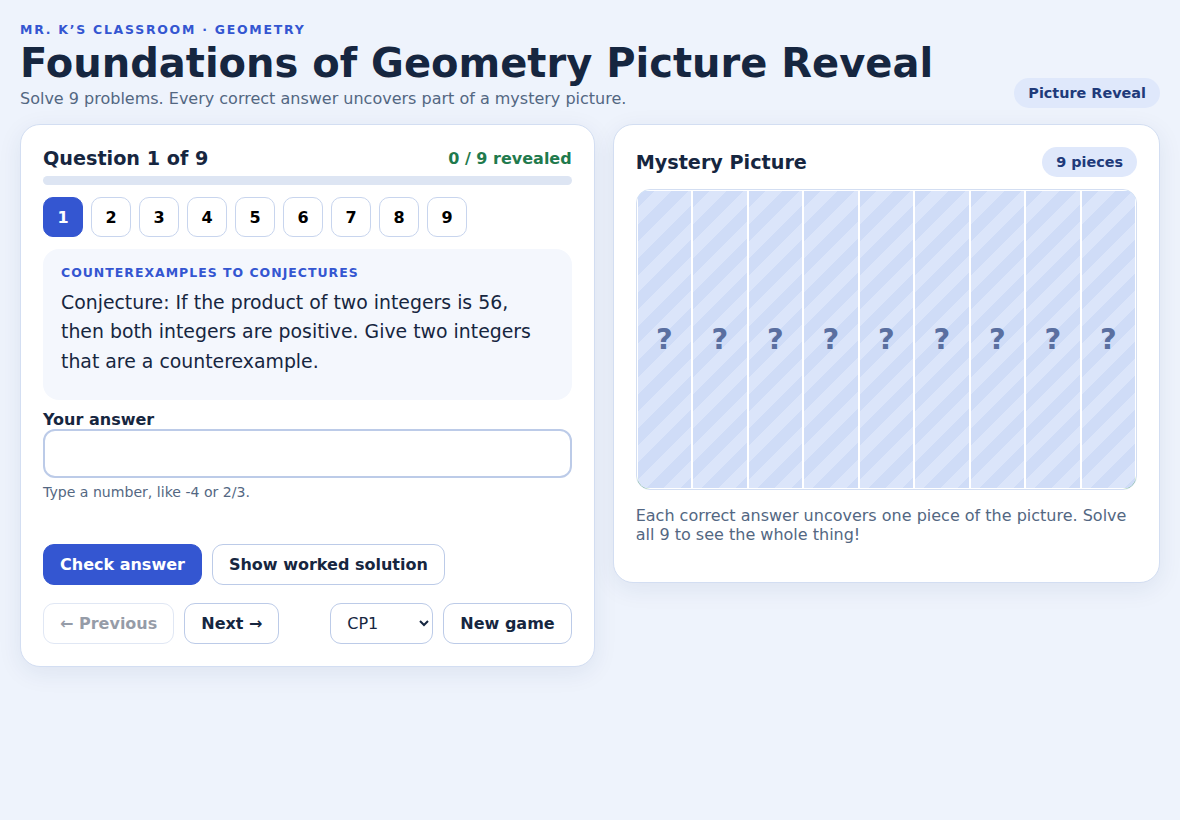 MR. K’S CLASSROOM · GEOMETRY
Foundations of Geometry Picture Reveal
Solve 9 problems. Every correct answer uncovers part of a mystery picture.
Picture Reveal
Question 1 of 9
0 / 9 revealed
1 2 3 4 5 6 7 8 9
COUNTEREXAMPLES TO CONJECTURES
Conjecture: If the product of two integers is 56,
then both integers are positive. Give two integers
that are a counterexample.
Your answer
Type a number, like -4 or 2/3.
Check answer
Show worked solution
← Previous
Next →
CP1
New game
Mystery Picture
9 pieces
? ? ? ? ? ? ? ? ?
Each correct answer uncovers one piece of the picture. Solve
all 9 to see the whole thing!